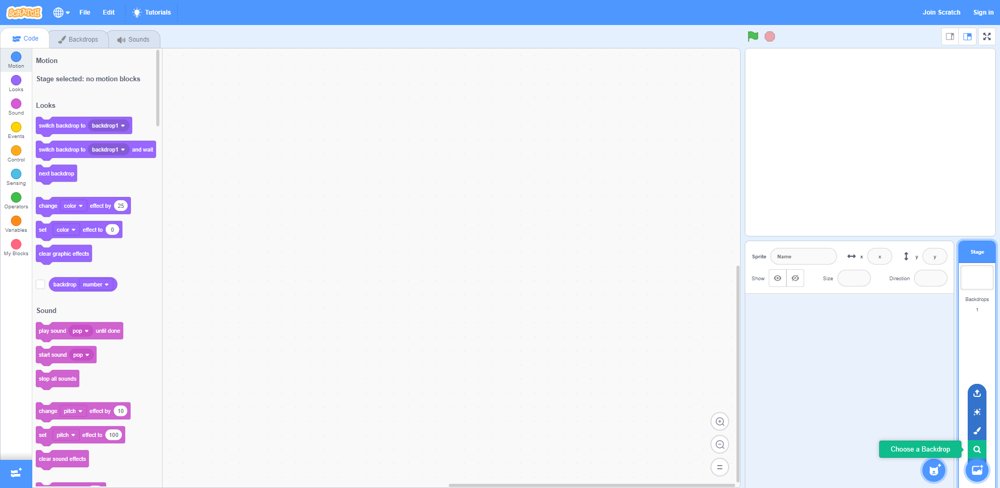 SCRATCH
File
Edit
Tutorials
Join Scratch
Sign in
Code
Backdrops
Sounds
Motion
Looks
Sound
Events
Control
Sensing
Operators
Variables
My Blocks
Motion
Stage selected: no motion blocks
Looks
switch backdrop to backdrop1
switch backdrop to backdrop1 and wait
next backdrop
change color effect by 25
set color effect to 0
clear graphic effects
backdrop number
Sound
play sound pop until done
start sound pop
stop all sounds
change pitch effect by 10
set pitch effect to 100
clear sound effects
Sprite Name x x y y
Show Size Direction
Stage
Backdrops
1
Choose a Backdrop